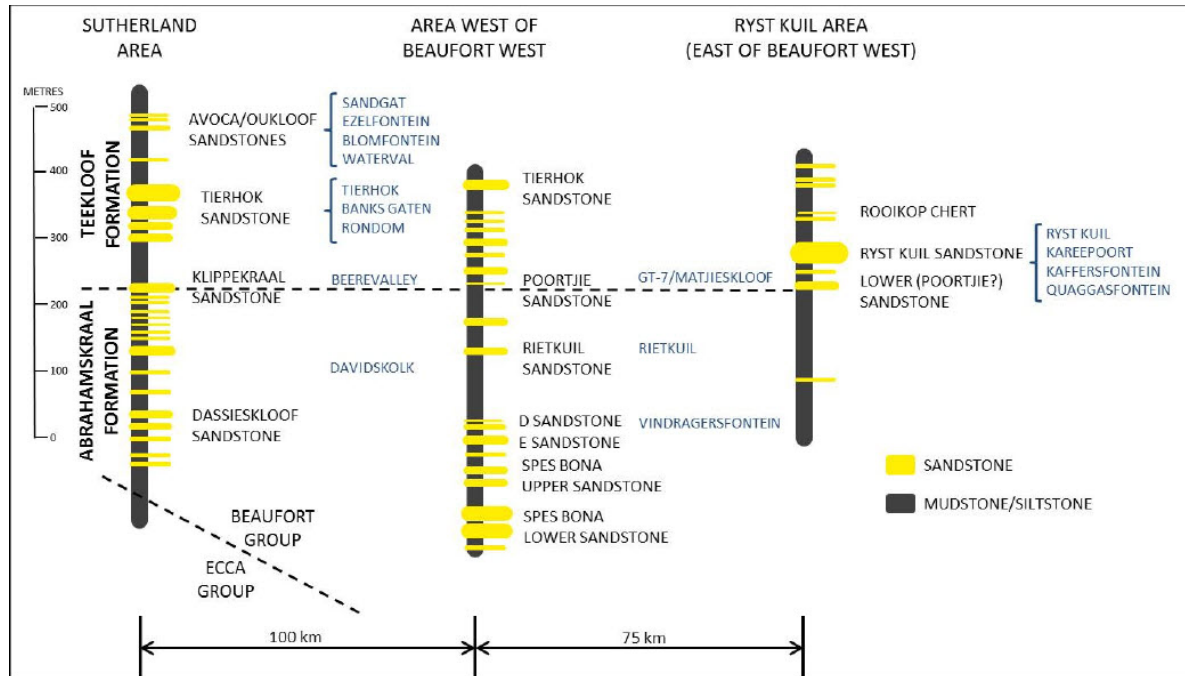 SUTHERLAND
AREA
AREA WEST OF
BEAUFORT WEST
RYST KUIL AREA
(EAST OF BEAUFORT WEST)
METRES
500
400
300
200
100
0
TEEKLOOF
FORMATION
ABRAHAMSKRAAL
FORMATION
AVOCA/OUKLOOF
SANDSTONES
SANDGAT
EZELFONTEIN
BLOMFONTEIN
WATERVAL
TIERHOK
SANDSTONE
TIERHOK
BANKS GATEN
RONDOM
KLIPPEKRAAL
SANDSTONE
BEEREVALLEY
DAVIDSKOLK
DASSIESKLOOF
SANDSTONE
BEAUFORT
GROUP
ECCA
GROUP
TIERHOK
SANDSTONE
POORTJIE
SANDSTONE
GT-7/MATJIESKLOOF
RIETKUIL
SANDSTONE
RIETKUIL
D SANDSTONE
VINDRAGERSFONTEIN
E SANDSTONE
SPES BONA
UPPER SANDSTONE
SPES BONA
LOWER SANDSTONE
ROOIKOP CHERT
RYST KUIL SANDSTONE
LOWER (POORTJIE?)
SANDSTONE
RYST KUIL
KAREEPOORT
KAFFERSFONTEIN
QUAGGASFONTEIN
SANDSTONE
MUDSTONE/SILTSTONE
100 km
75 km